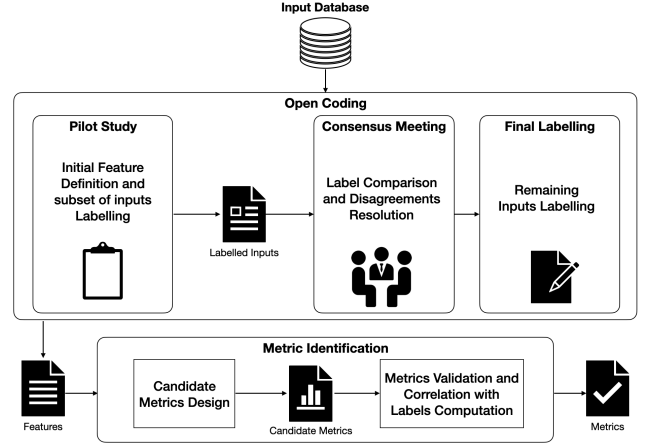 Input Database
Open Coding
Pilot Study
Initial Feature
Definition and
subset of inputs
Labelling
Labelled Inputs
Consensus Meeting
Label Comparison
and Disagreements
Resolution
Final Labelling
Remaining
Inputs Labelling
Features
Metric Identification
Candidate
Metrics Design
Candidate Metrics
Metrics Validation and
Correlation with
Labels Computation
Metrics